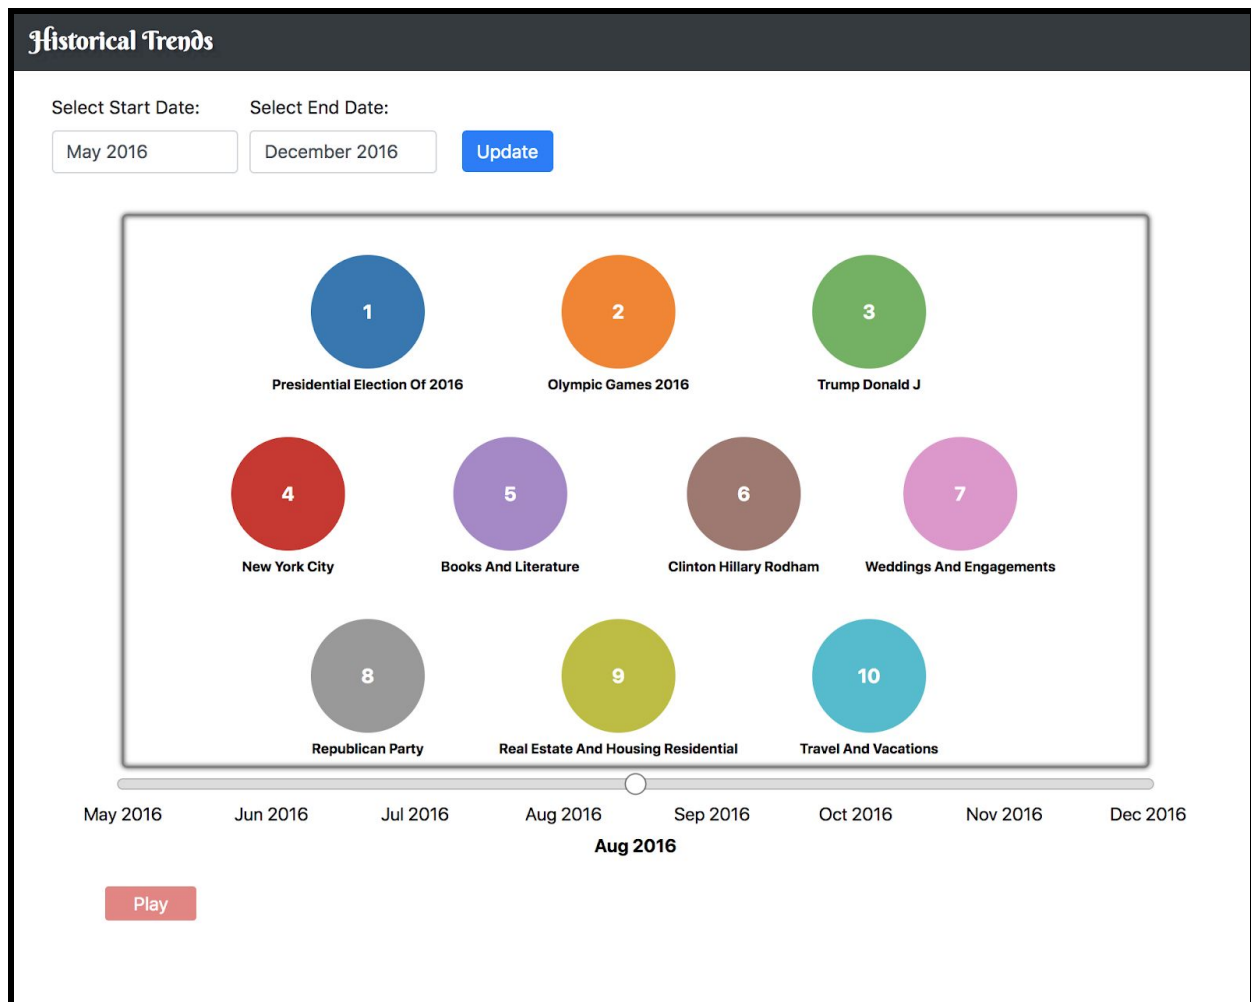 Historical Trends
Select Start Date: Select End Date:
May 2016 December 2016 Update
1 2 3
Presidential Election Of 2016 Olympic Games 2016 Trump Donald J
4 5 6 7
New York City Books And Literature Clinton Hillary Rodham Weddings And Engagements
8 9 10
Republican Party Real Estate And Housing Residential Travel And Vacations
May 2016 Jun 2016 Jul 2016 Aug 2016 Sep 2016 Oct 2016 Nov 2016 Dec 2016
Aug 2016
Play